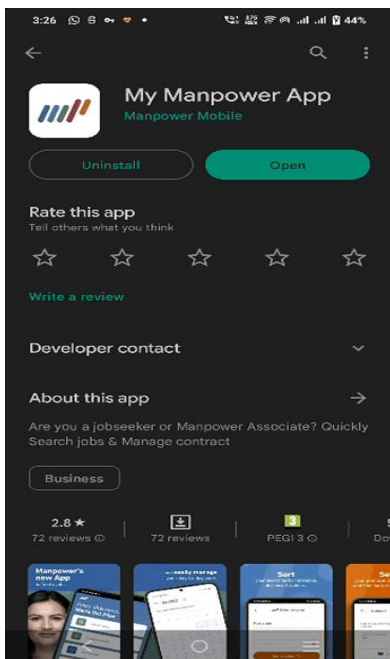 3:26
44%
My Manpower App
Manpower Mobile
Uninstall
Open
Rate this app
Tell others what you think
Write a review
Developer contact
About this app
Are you a jobseeker or Manpower Associate? Quickly
Search jobs & Manage contract
Business
2.8★
72 reviews
72 reviews
3
PEGI 3
Manpower's
new App
Sort